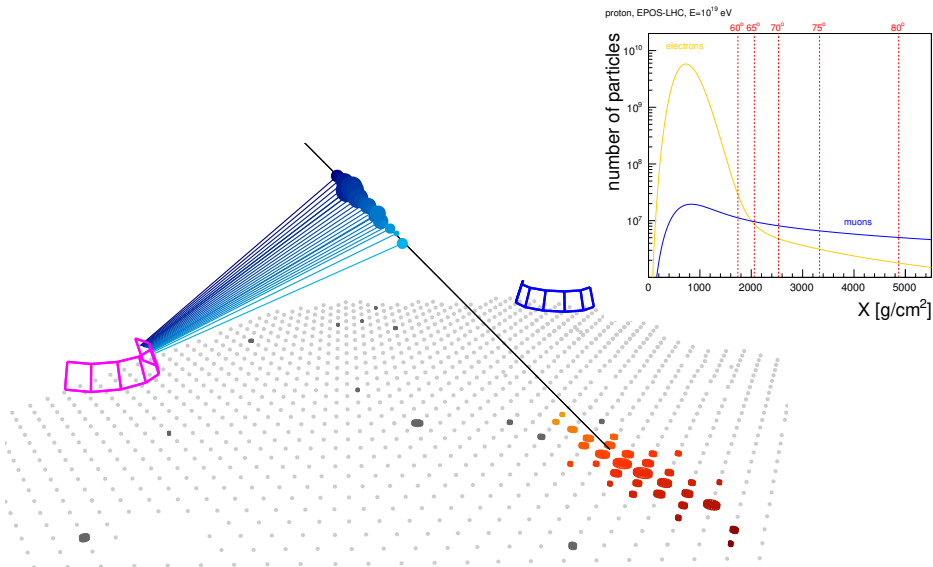 proton, EPOS-LHC, E=10¹⁹ eV
60° 65° 70° 75° 80°
number of particles
10¹⁰
10⁹
10⁸
10⁷
electrons
muons
0 1000 2000 3000 4000 5000
X [g/cm²]